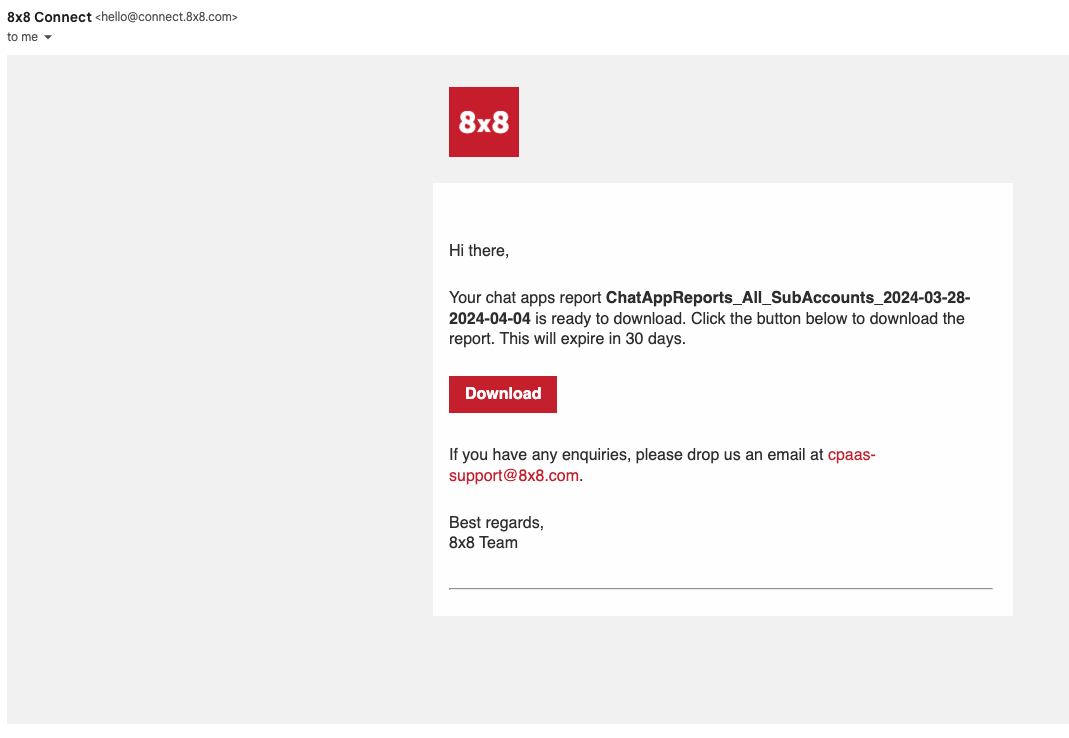 8x8 Connect <hello@connect.8x8.com>
to me
8x8
Hi there,
Your chat apps report ChatAppReports_All_SubAccounts_2024-03-28-
2024-04-04 is ready to download. Click the button below to download the
report. This will expire in 30 days.
Download
If you have any enquiries, please drop us an email at cpaas-
support@8x8.com.
Best regards,
8x8 Team